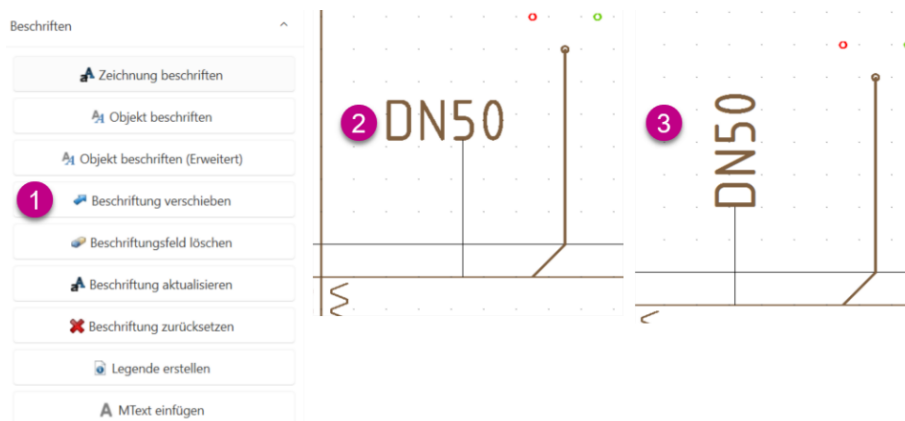 Beschriften
Zeichnung beschriften
Objekt beschriften
Objekt beschriften (Erweitert)
1
Beschriftung verschieben
Beschriftungsfeld löschen
Beschriftung aktualisieren
Beschriftung zurücksetzen
Legende erstellen
MText einfügen
2
DN50
3
DN50